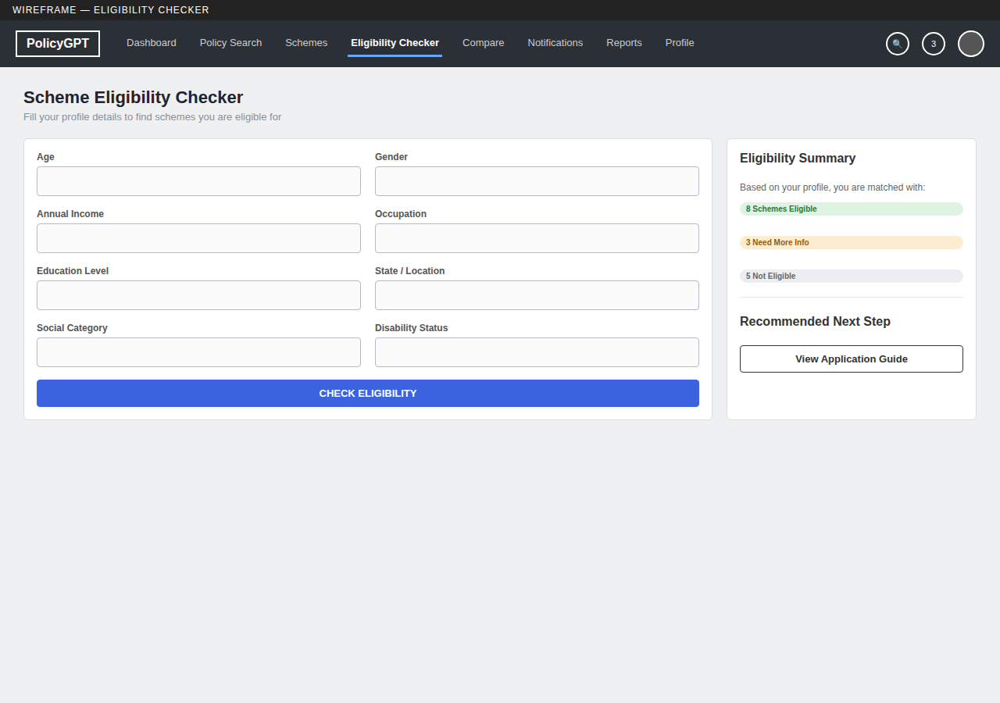 WIREFRAME — ELIGIBILITY CHECKER
PolicyGPT
Dashboard
Policy Search
Schemes
Eligibility Checker
Compare
Notifications
Reports
Profile
3
Scheme Eligibility Checker
Fill your profile details to find schemes you are eligible for
Age
Gender
Annual Income
Occupation
Education Level
State / Location
Social Category
Disability Status
CHECK ELIGIBILITY
Eligibility Summary
Based on your profile, you are matched with:
8 Schemes Eligible
3 Need More Info
5 Not Eligible
Recommended Next Step
View Application Guide